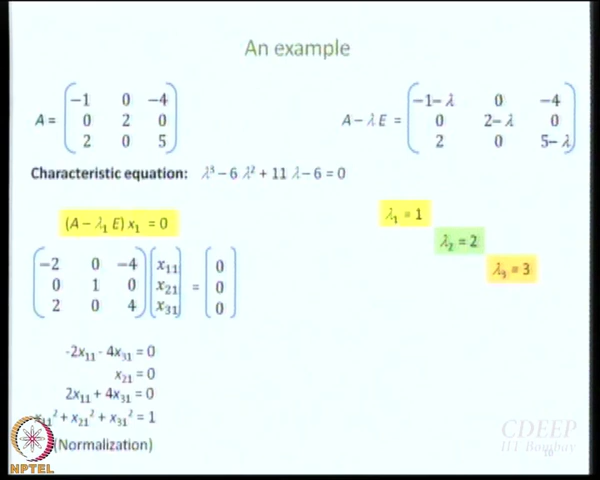 An example
A = ( −1 0 −4
0 2 0
2 0 5 )
A − λ E = ( −1− λ 0 −4
0 2− λ 0
2 0 5− λ )
Characteristic equation: λ³ − 6 λ² + 11 λ − 6 = 0
(A − λ₁ E) x₁ = 0
λ₁ = 1
λ₂ = 2
λ₃ = 3
( −2 0 −4 ) ( x₁₁ ) = ( 0 )
( 0 1 0 ) ( x₂₁ ) ( 0 )
( 2 0 4 ) ( x₃₁ ) ( 0 )
-2x₁₁ - 4x₃₁ = 0
x₂₁ = 0
2x₁₁ + 4x₃₁ = 0
x₁₁² + x₂₁² + x₃₁² = 1
(Normalization)
NPTEL
CDEEP
IIT Bombay